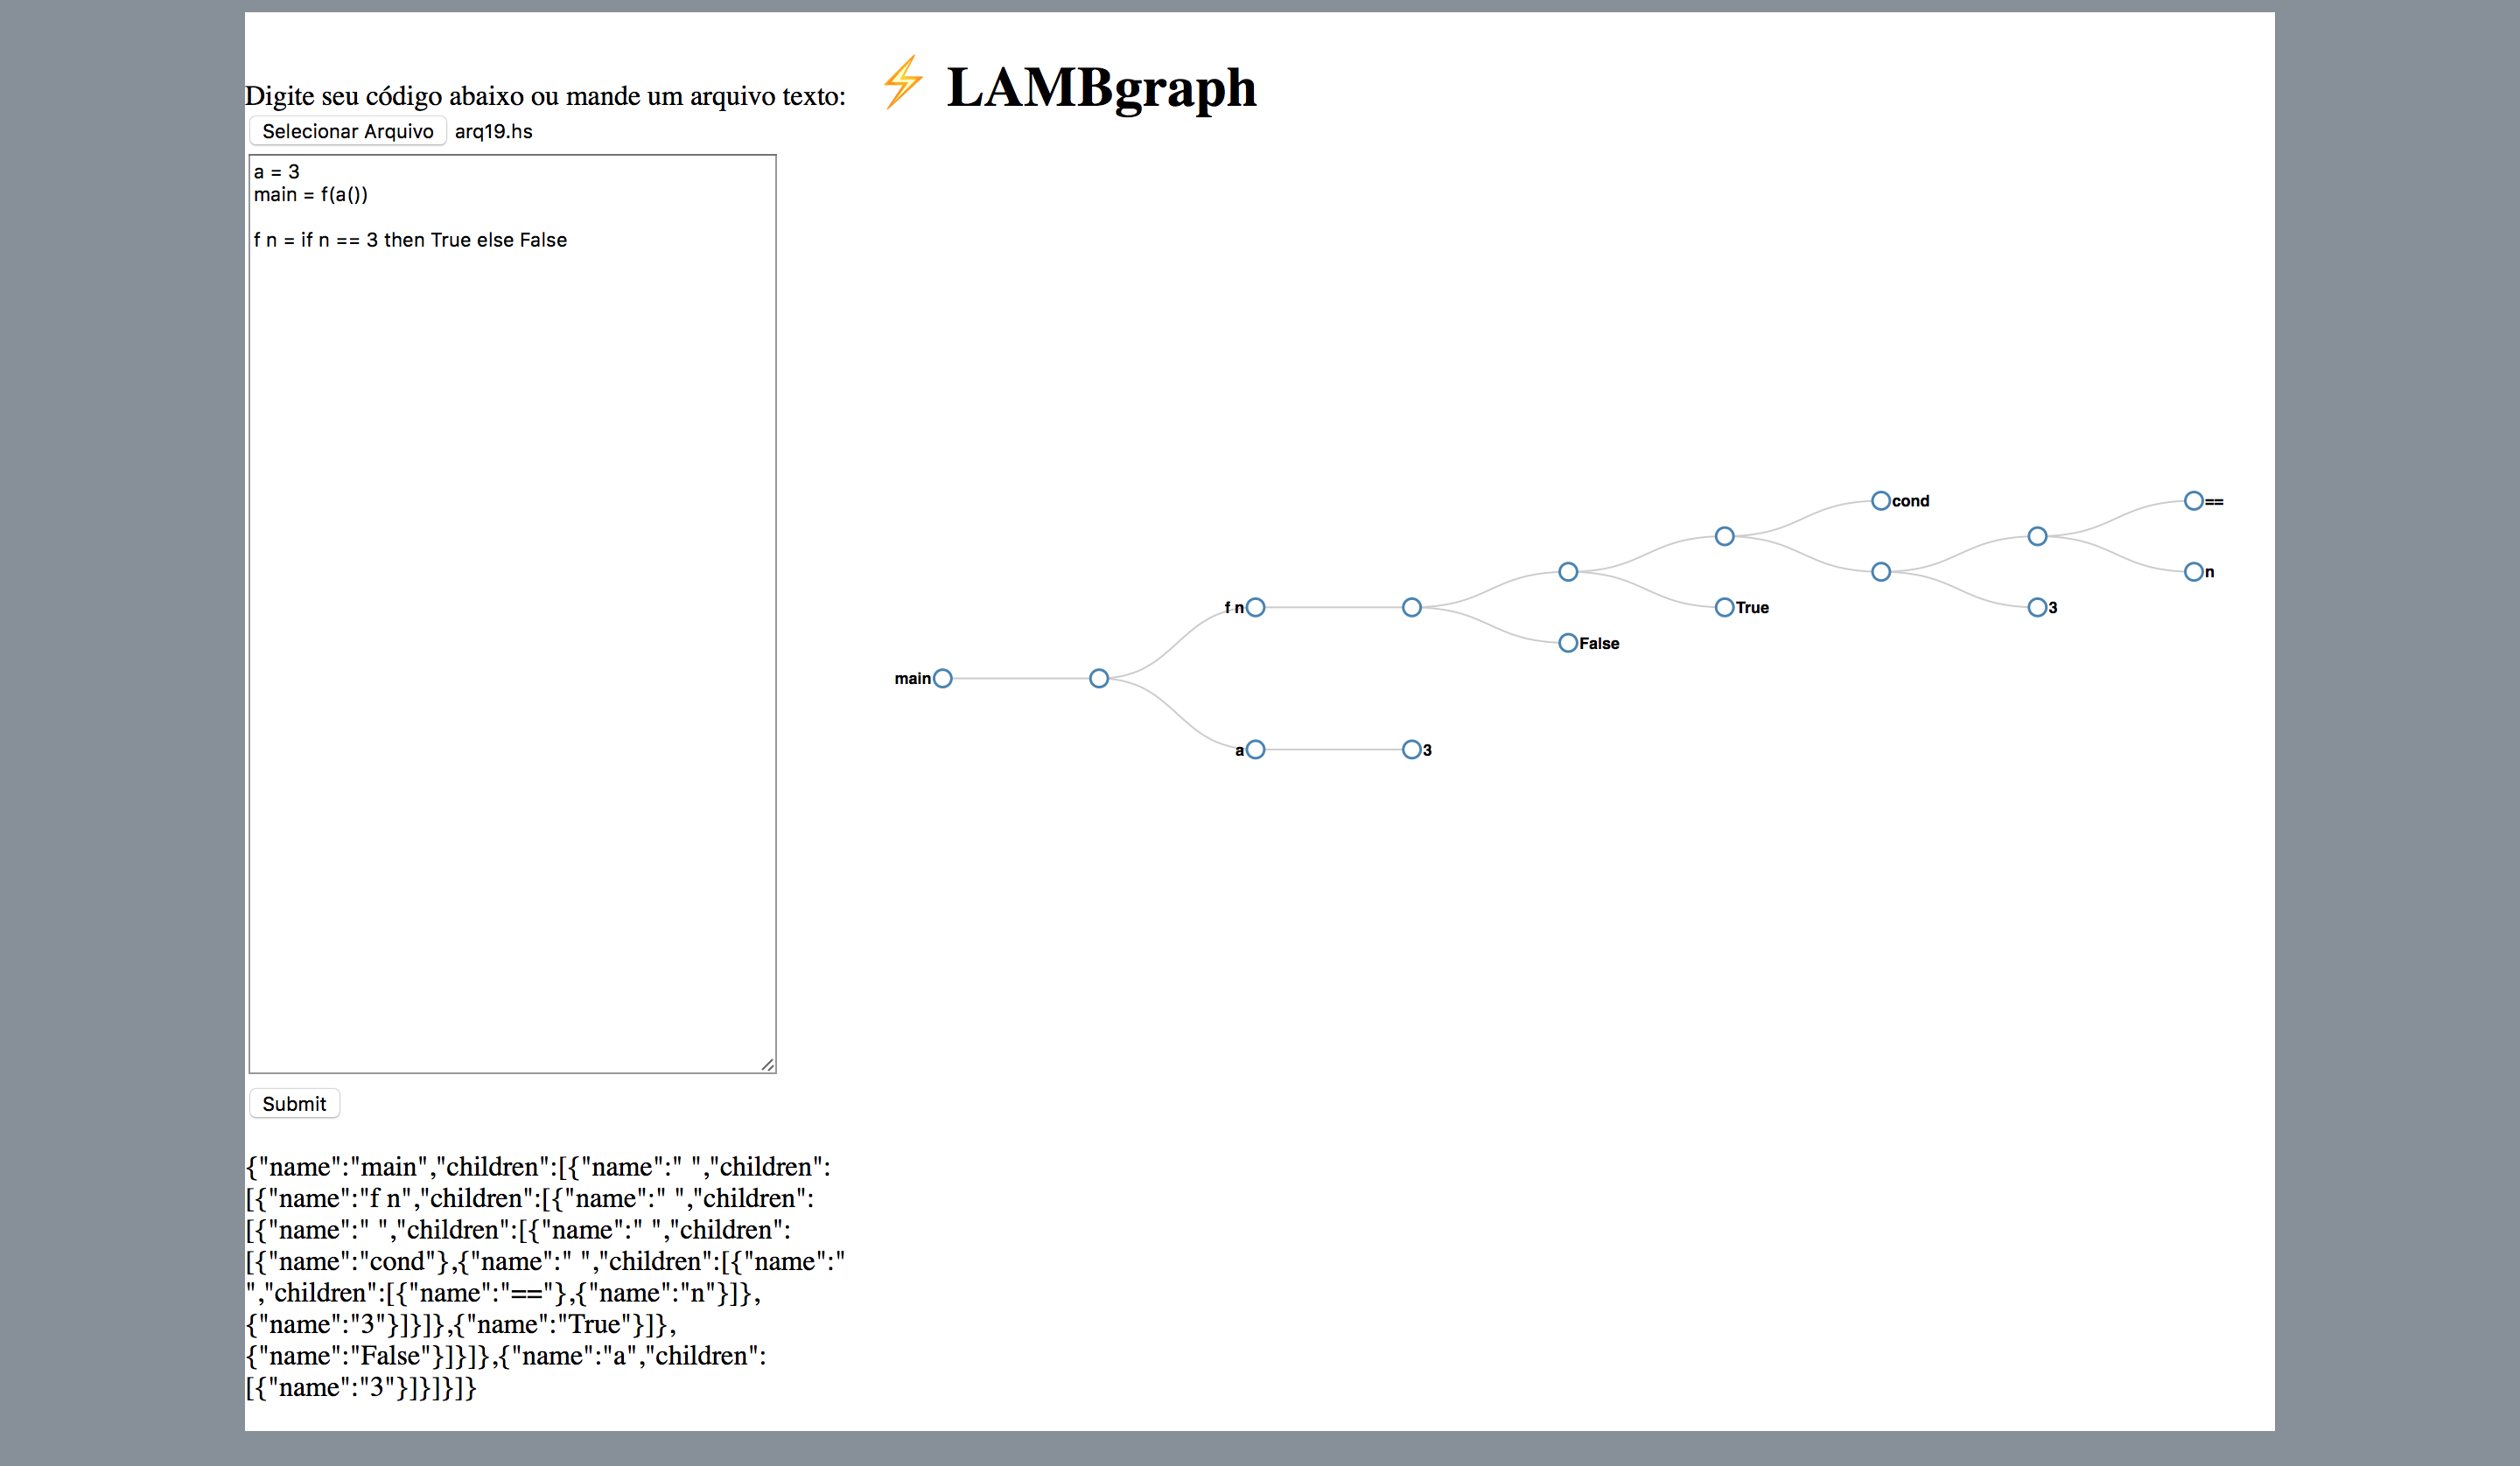 Digite seu código abaixo ou mande um arquivo texto:
⚡ LAMBgraph
Selecionar Arquivo arq19.hs
a = 3
main = f(a())
f n = if n == 3 then True else False
Submit
{"name":"main","children":[{"name":" ","children":
[{"name":"f n","children":[{"name":" ","children":
[{"name":" ","children":[{"name":" ","children":
[{"name":"cond"},{"name":" ","children":[{"name":"
","children":[{"name":"=="},{"name":"n"}]},
{"name":"3"}]}]},{"name":"True"}]},
{"name":"False"}]}]},{"name":"a","children":
[{"name":"3"}]}]}]}
cond
==
n
f n
True
3
False
main
a
3